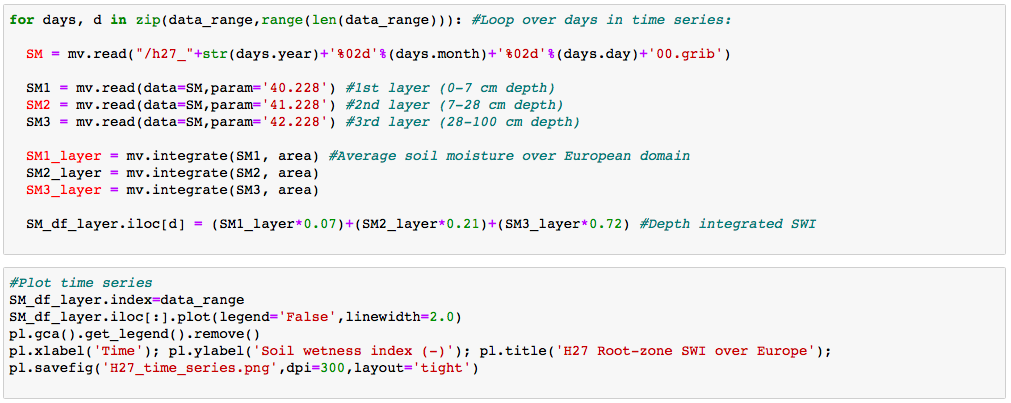 for days, d in zip(data_range,range(len(data_range))): #Loop over days in time series:
SM = mv.read("/h27_"+str(days.year)+'%02d'%(days.month)+'%02d'%(days.day)+'00.grib')
SM1 = mv.read(data=SM,param='40.228') #1st layer (0-7 cm depth)
SM2 = mv.read(data=SM,param='41.228') #2nd layer (7-28 cm depth)
SM3 = mv.read(data=SM,param='42.228') #3rd layer (28-100 cm depth)
SM1_layer = mv.integrate(SM1, area) #Average soil moisture over European domain
SM2_layer = mv.integrate(SM2, area)
SM3_layer = mv.integrate(SM3, area)
SM_df_layer.iloc[d] = (SM1_layer*0.07)+(SM2_layer*0.21)+(SM3_layer*0.72) #Depth integrated SWI
#Plot time series
SM_df_layer.index=data_range
SM_df_layer.iloc[:].plot(legend='False',linewidth=2.0)
pl.gca().get_legend().remove()
pl.xlabel('Time'); pl.ylabel('Soil wetness index (-)'); pl.title('H27 Root-zone SWI over Europe');
pl.savefig('H27_time_series.png',dpi=300,layout='tight')